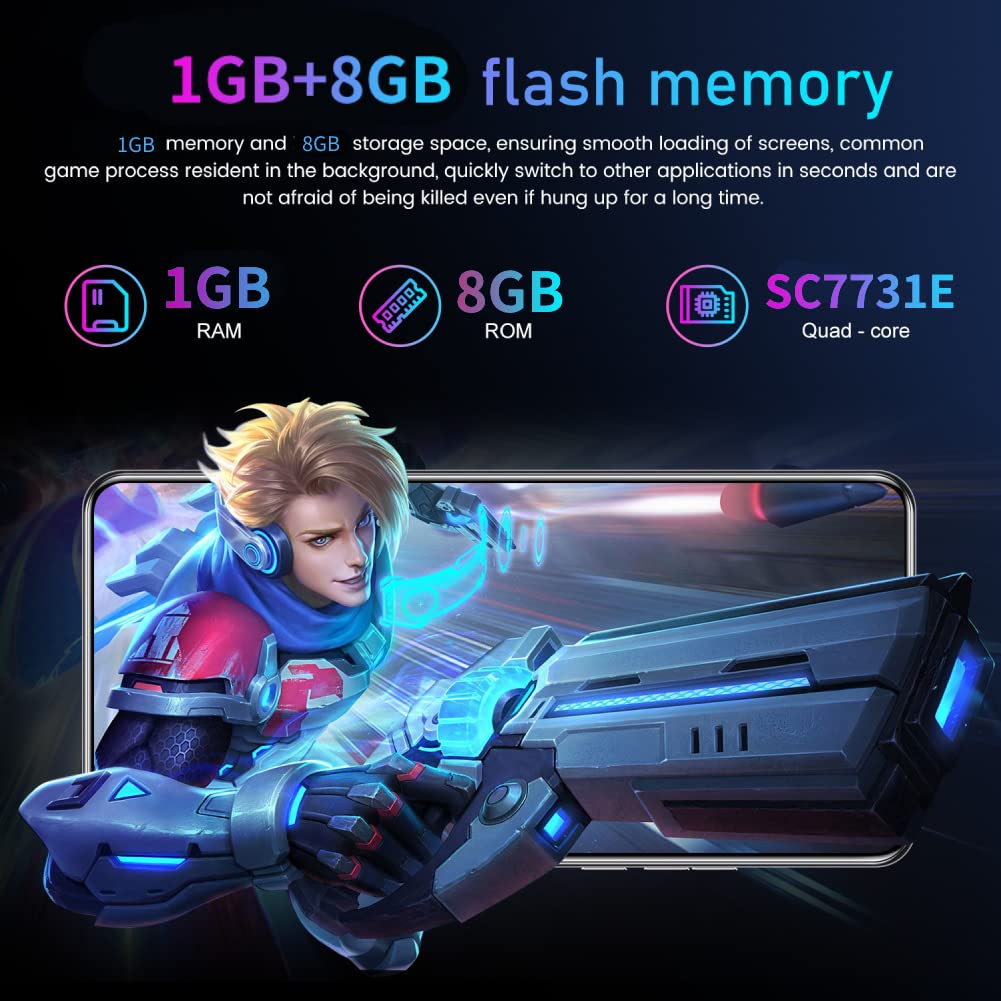 1GB+8GB flash memory
1GB memory and 8GB storage space, ensuring smooth loading of screens, common
game process resident in the background, quickly switch to other applications in seconds and are
not afraid of being killed even if hung up for a long time.
1GB
RAM
8GB
ROM
SC7731E
Quad - core